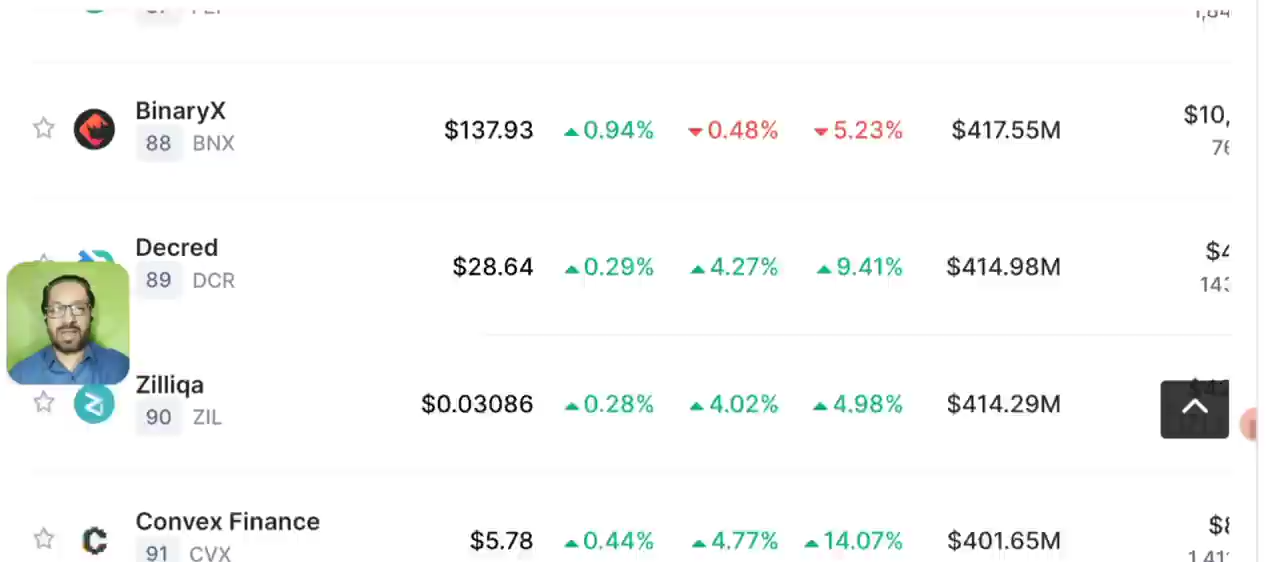 BinaryX
88 BNX
$137.93 0.94% 0.48% 5.23% $417.55M $10,
Decred
89 DCR
$28.64 0.29% 4.27% 9.41% $414.98M
Zilliqa
90 ZIL
$0.03086 0.28% 4.02% 4.98% $414.29M
Convex Finance
91 CVX
$5.78 0.44% 4.77% 14.07% $401.65M